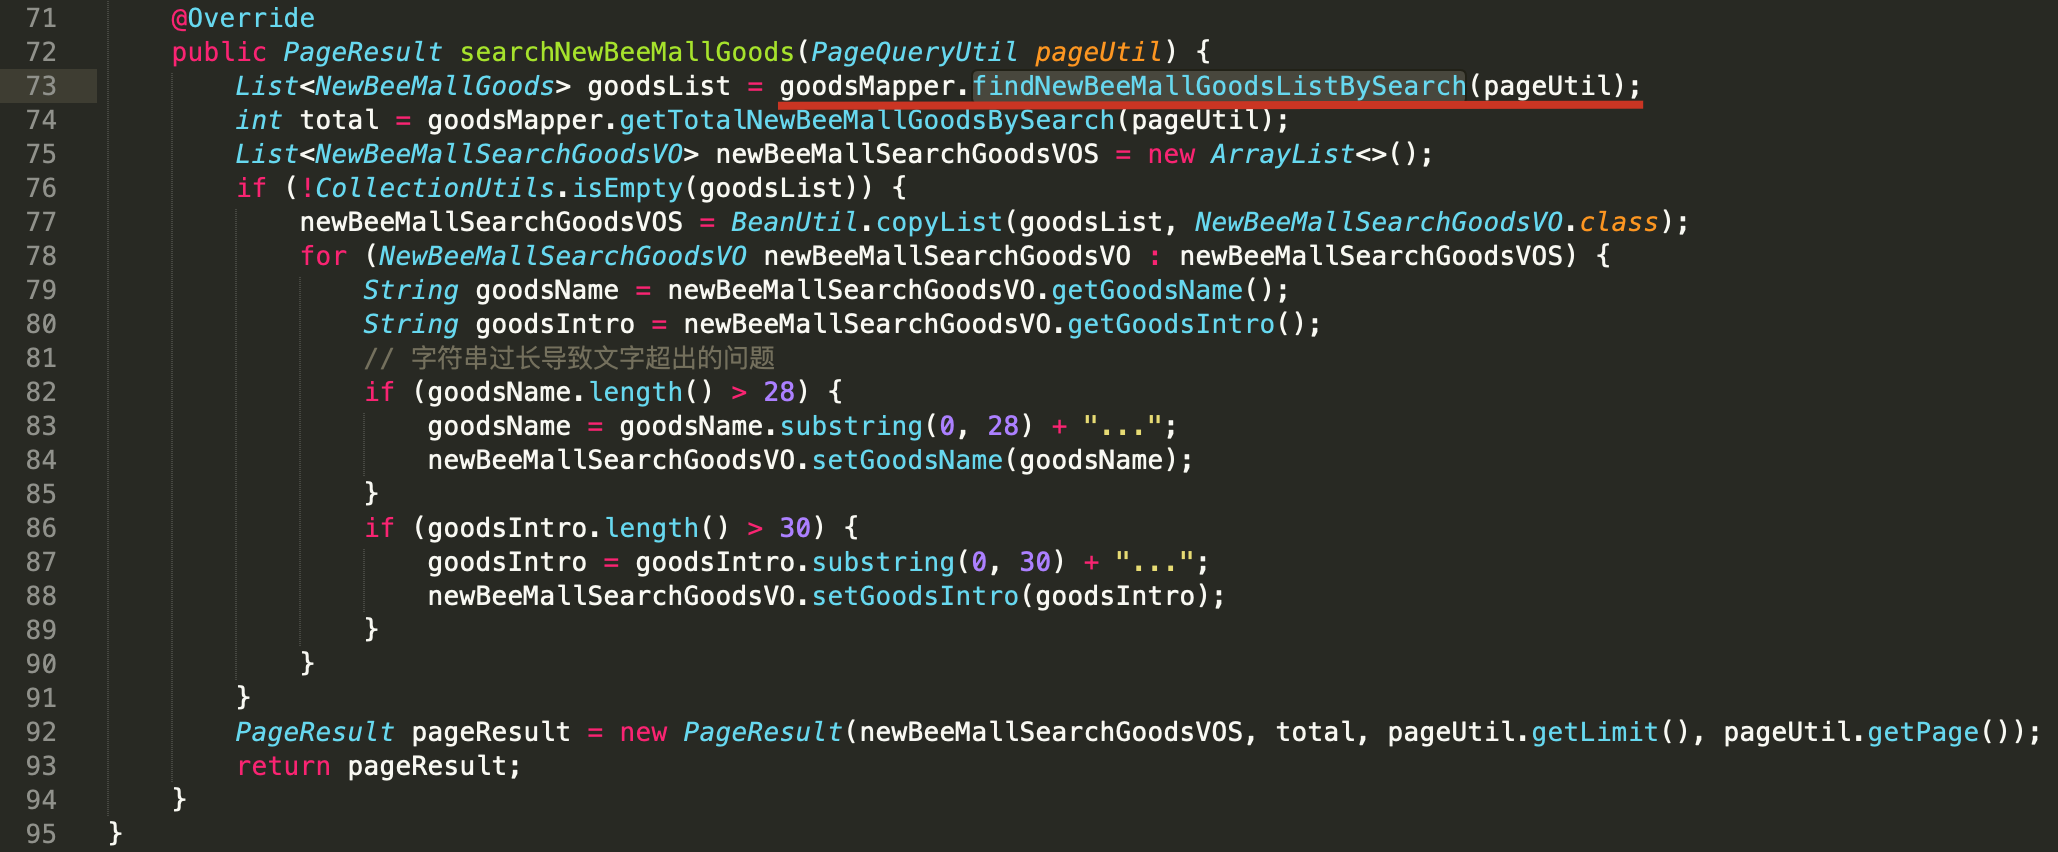 71 @Override
72 public PageResult searchNewBeeMallGoods(PageQueryUtil pageUtil) {
73 List<NewBeeMallGoods> goodsList = goodsMapper.findNewBeeMallGoodsListBySearch(pageUtil);
74 int total = goodsMapper.getTotalNewBeeMallGoodsBySearch(pageUtil);
75 List<NewBeeMallSearchGoodsVO> newBeeMallSearchGoodsVOS = new ArrayList<>();
76 if (!CollectionUtils.isEmpty(goodsList)) {
77 newBeeMallSearchGoodsVOS = BeanUtil.copyList(goodsList, NewBeeMallSearchGoodsVO.class);
78 for (NewBeeMallSearchGoodsVO newBeeMallSearchGoodsVO : newBeeMallSearchGoodsVOS) {
79 String goodsName = newBeeMallSearchGoodsVO.getGoodsName();
80 String goodsIntro = newBeeMallSearchGoodsVO.getGoodsIntro();
81 // 字符串过长导致文字超出的问题
82 if (goodsName.length() > 28) {
83 goodsName = goodsName.substring(0, 28) + "...";
84 newBeeMallSearchGoodsVO.setGoodsName(goodsName);
85 }
86 if (goodsIntro.length() > 30) {
87 goodsIntro = goodsIntro.substring(0, 30) + "...";
88 newBeeMallSearchGoodsVO.setGoodsIntro(goodsIntro);
89 }
90 }
91 }
92 PageResult pageResult = new PageResult(newBeeMallSearchGoodsVOS, total, pageUtil.getLimit(), pageUtil.getPage());
93 return pageResult;
94 }
95 }